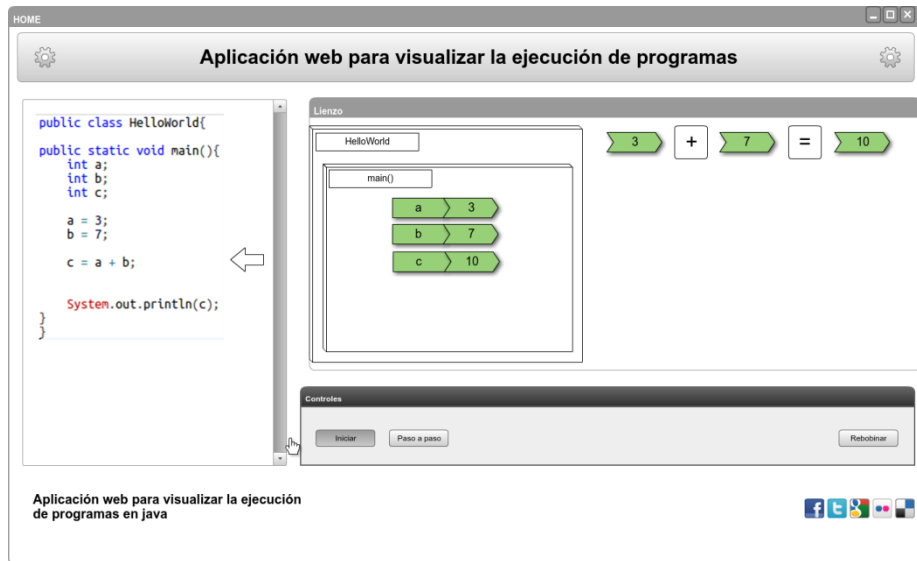 HOME
Aplicación web para visualizar la ejecución de programas
public class HelloWorld{
public static void main(){
int a;
int b;
int c;
a = 3;
b = 7;
c = a + b;
System.out.println(c);
}
}
Lienzo
HelloWorld
main()
a 3
b 7
c 10
3 + 7 = 10
Controles
Iniciar
Paso a paso
Rebobinar
Aplicación web para visualizar la ejecución
de programas en java